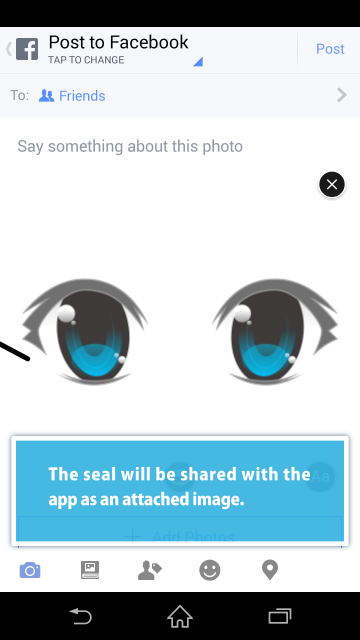 Post to Facebook
TAP TO CHANGE
Post
To: Friends
Say something about this photo
The seal will be shared with the
app as an attached image.
Aa
Add Photos